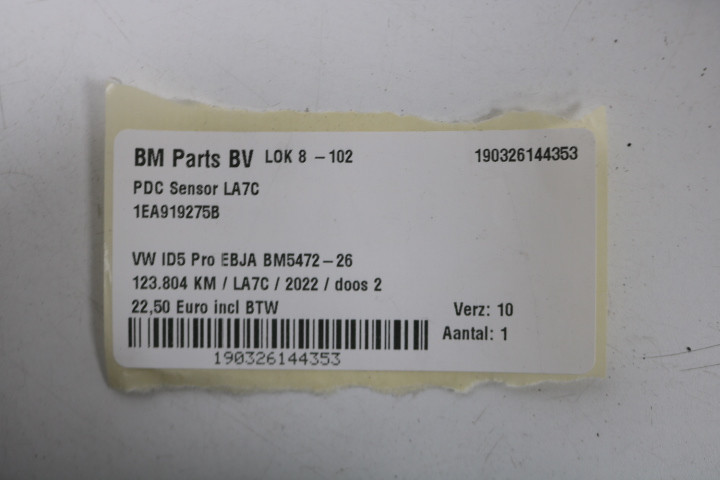 BM Parts BV LOK 8 - 102 190326144353
PDC Sensor LA7C
1EA919275B
VW ID5 Pro EBJA BM5472-26
123.804 KM / LA7C / 2022 / doos 2
22,50 Euro incl BTW Verz: 10
Aantal: 1
190326144353